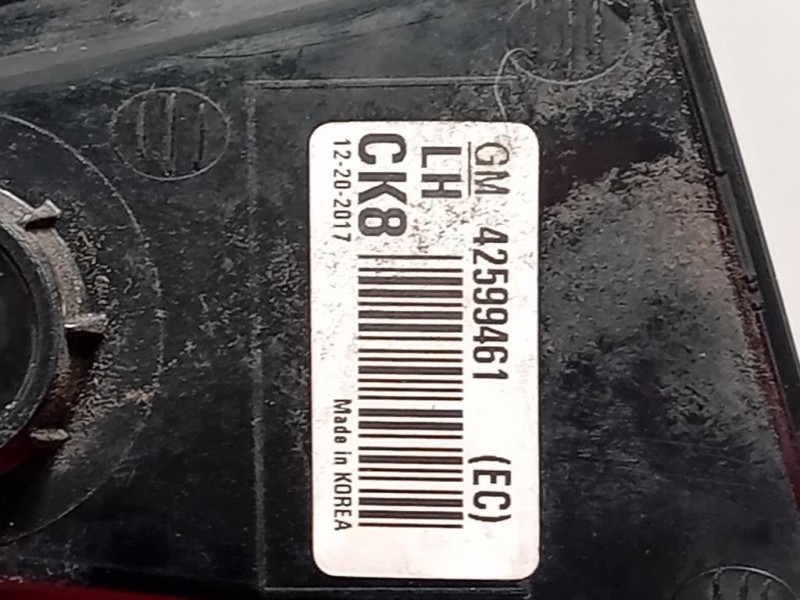 GM 42599461 (EC)
LH
CK8
12-20-2017 Made in KOREA